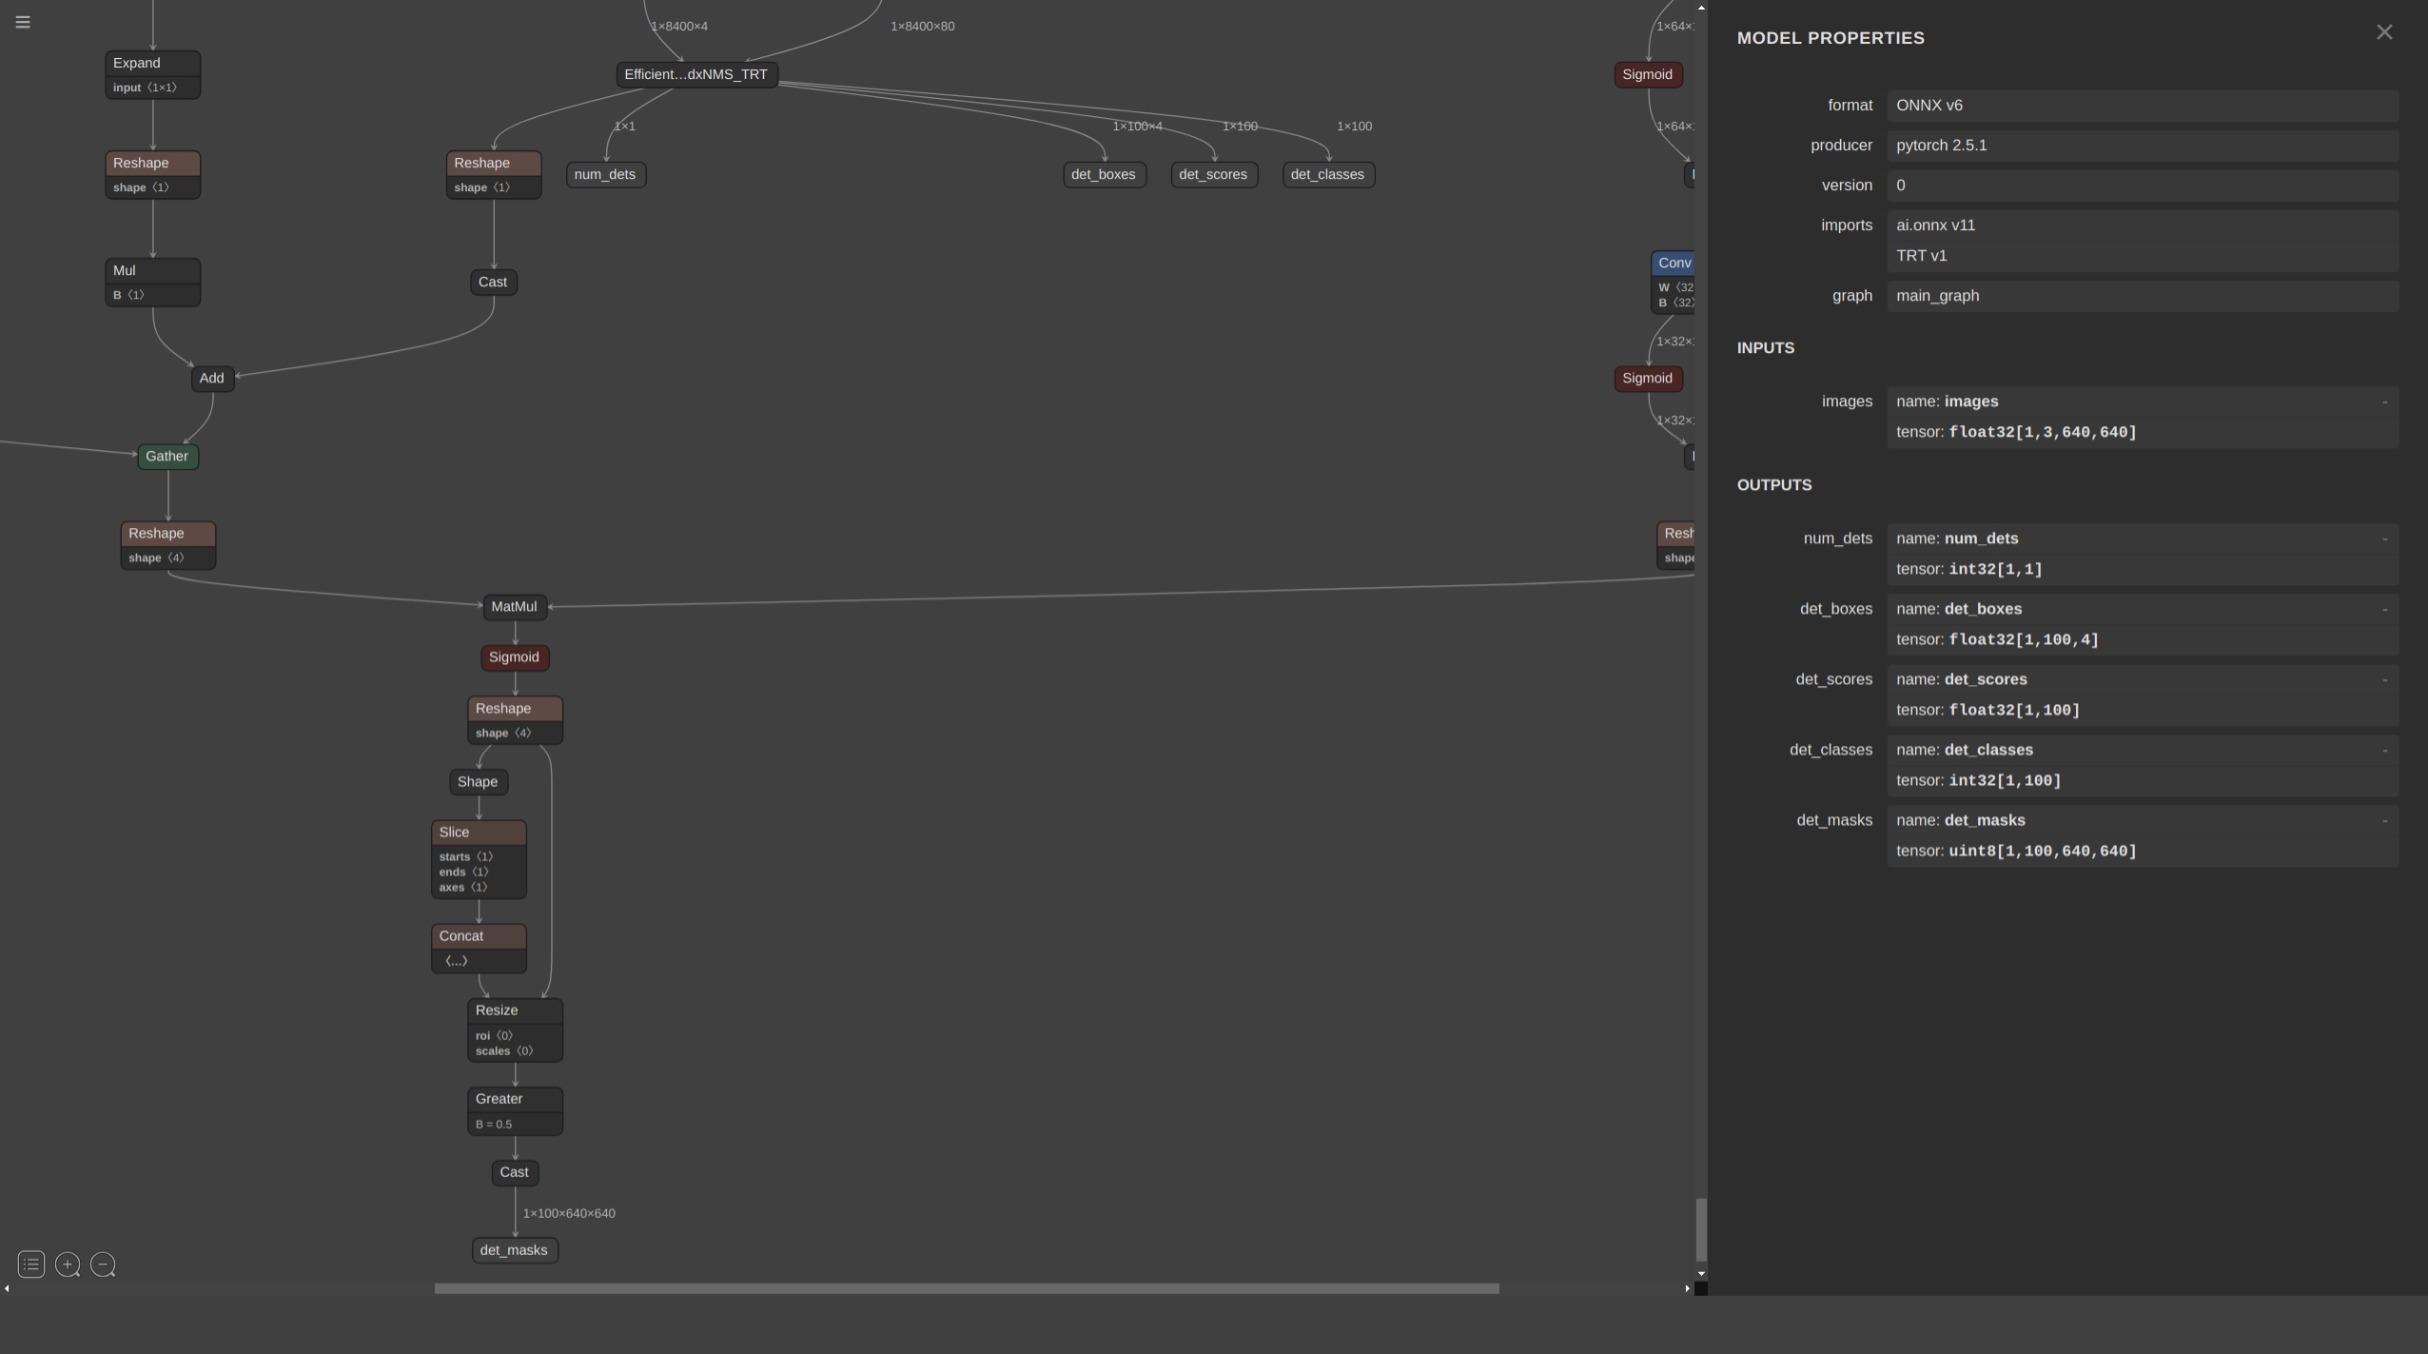 1×8400×4
1×8400×80
1×64×
Expand
input 〈1×1〉
Efficient...dxNMS_TRT
Sigmoid
1×1
1×100×4
1×100
1×100
1×64×
Reshape
shape 〈1〉
Reshape
shape 〈1〉
num_dets
det_boxes
det_scores
det_classes
Mul
B 〈1〉
Cast
Conv
W 〈32
B 〈32〉
1×32×
Add
Sigmoid
1×32×
Gather
Reshape
shape 〈4〉
Resh
shape
MatMul
Sigmoid
Reshape
shape 〈4〉
Shape
Slice
starts 〈1〉
ends 〈1〉
axes 〈1〉
Concat
〈...〉
Resize
roi 〈0〉
scales 〈0〉
Greater
B = 0.5
Cast
1×100×640×640
det_masks
MODEL PROPERTIES
format ONNX v6
producer pytorch 2.5.1
version 0
imports ai.onnx v11
TRT v1
graph main_graph
INPUTS
images name: images -
tensor: float32[1,3,640,640]
OUTPUTS
num_dets name: num_dets -
tensor: int32[1,1]
det_boxes name: det_boxes -
tensor: float32[1,100,4]
det_scores name: det_scores -
tensor: float32[1,100]
det_classes name: det_classes -
tensor: int32[1,100]
det_masks name: det_masks -
tensor: uint8[1,100,640,640]